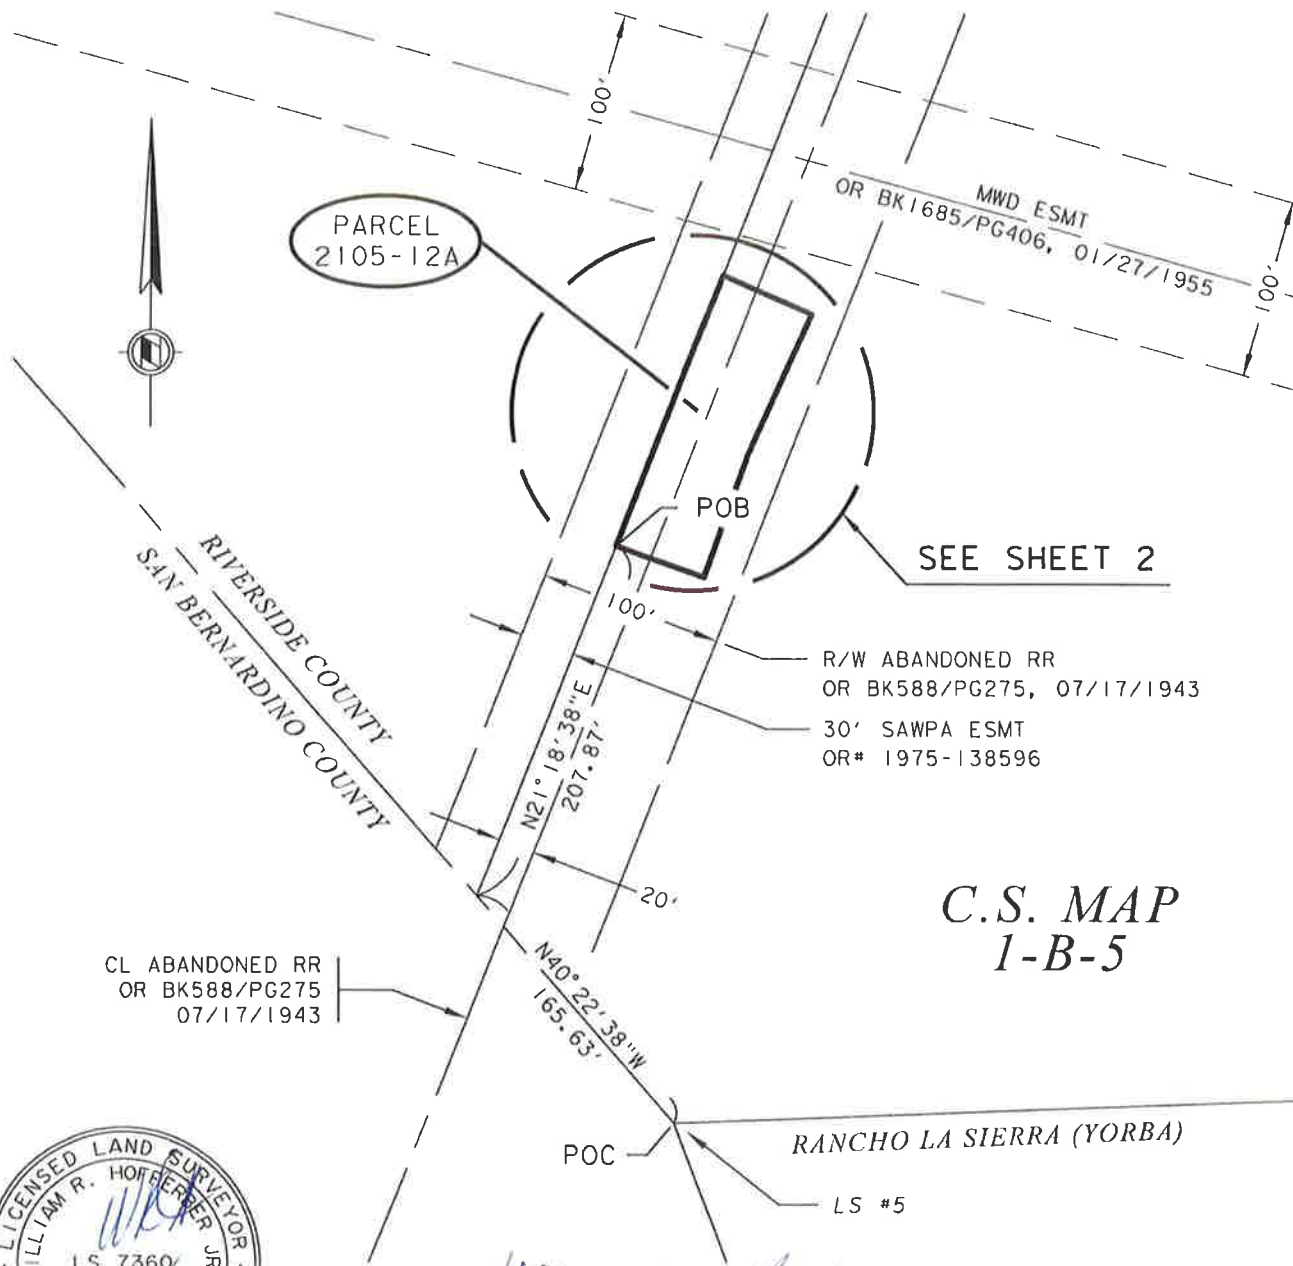 100'
MWD ESMT
OR BK1685/PG406, 01/27/1955
100'
PARCEL
2105-12A
POB
SEE SHEET 2
RIVERSIDE COUNTY
SAN BERNARDINO COUNTY
100'
R/W ABANDONED RR
OR BK588/PG275, 07/17/1943
30' SAWPA ESMT
OR# 1975-138596
N21°18'38"E
207.87'
20'
C.S. MAP
1-B-5
CL ABANDONED RR
OR BK588/PG275
07/17/1943
N40°22'38"W
165.63'
POC
RANCHO LA SIERRA (YORBA)
LS #5
LICENSED LAND SURVEYOR
ILLIAM R. HOFFERBER JR
LS 7360